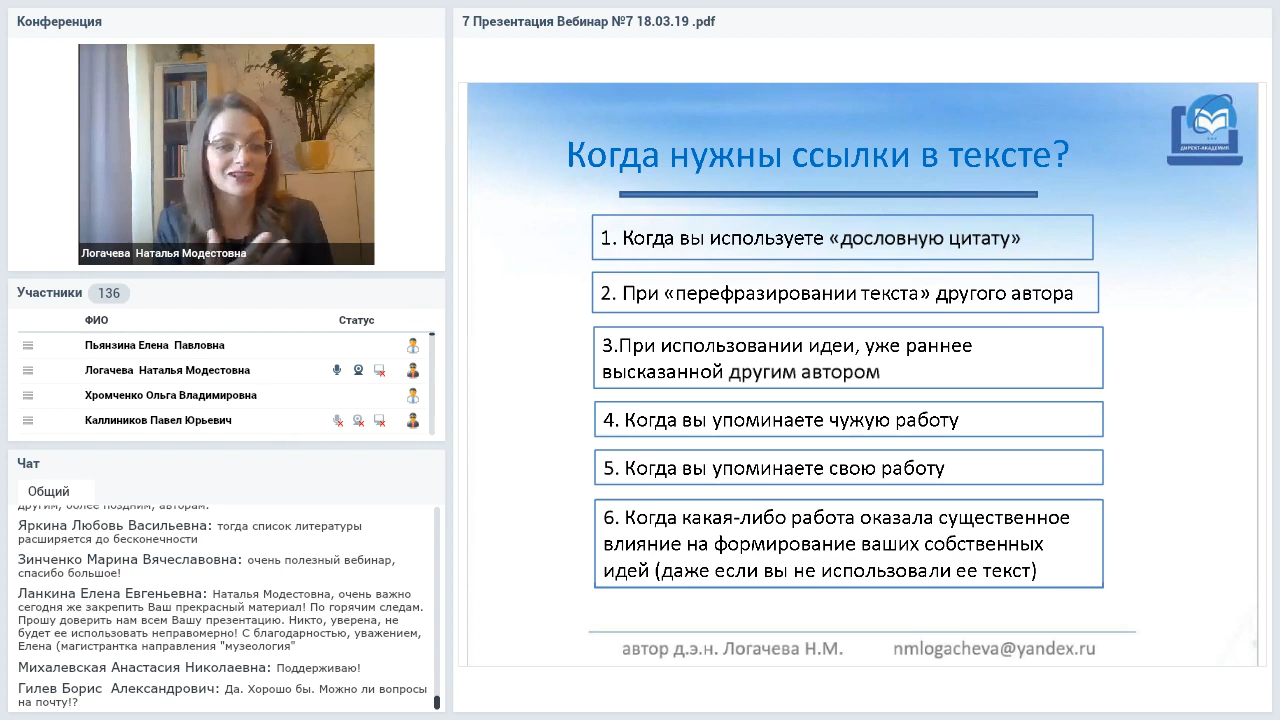 Конференция
Логачева Наталья Модестовна
Участники 136
ФИО Статус
Пьянзина Елена Павловна
Логачева Наталья Модестовна
Хромченко Ольга Владимировна
Каллиников Павел Юрьевич
Чат
Общий
другим, более поздним, авторам.
Яркина Любовь Васильевна: тогда список литературы
расширяется до бесконечности
Зинченко Марина Вячеславовна: очень полезный вебинар,
спасибо большое!
Ланкина Елена Евгеньевна: Наталья Модестовна, очень важно
сегодня же закрепить Ваш прекрасный материал! По горячим следам.
Прошу доверить нам всем Вашу презентацию. Никто, уверена, не
будет ее использовать неправомерно! С благодарностью, уважением,
Елена (магистрантка направления "музеология"
Михалевская Анастасия Николаевна: Поддерживаю!
Гилев Борис Александрович: Да. Хорошо бы. Можно ли вопросы
на почту!?
7 Презентация Вебинар №7 18.03.19 .pdf
ДИРЕКТ-АКАДЕМИЯ
Когда нужны ссылки в тексте?
1. Когда вы используете «дословную цитату»
2. При «перефразировании текста» другого автора
3.При использовании идеи, уже раннее
высказанной другим автором
4. Когда вы упоминаете чужую работу
5. Когда вы упоминаете свою работу
6. Когда какая-либо работа оказала существенное
влияние на формирование ваших собственных
идей (даже если вы не использовали ее текст)
автор д.э.н. Логачева Н.М. nmlogacheva@yandex.ru